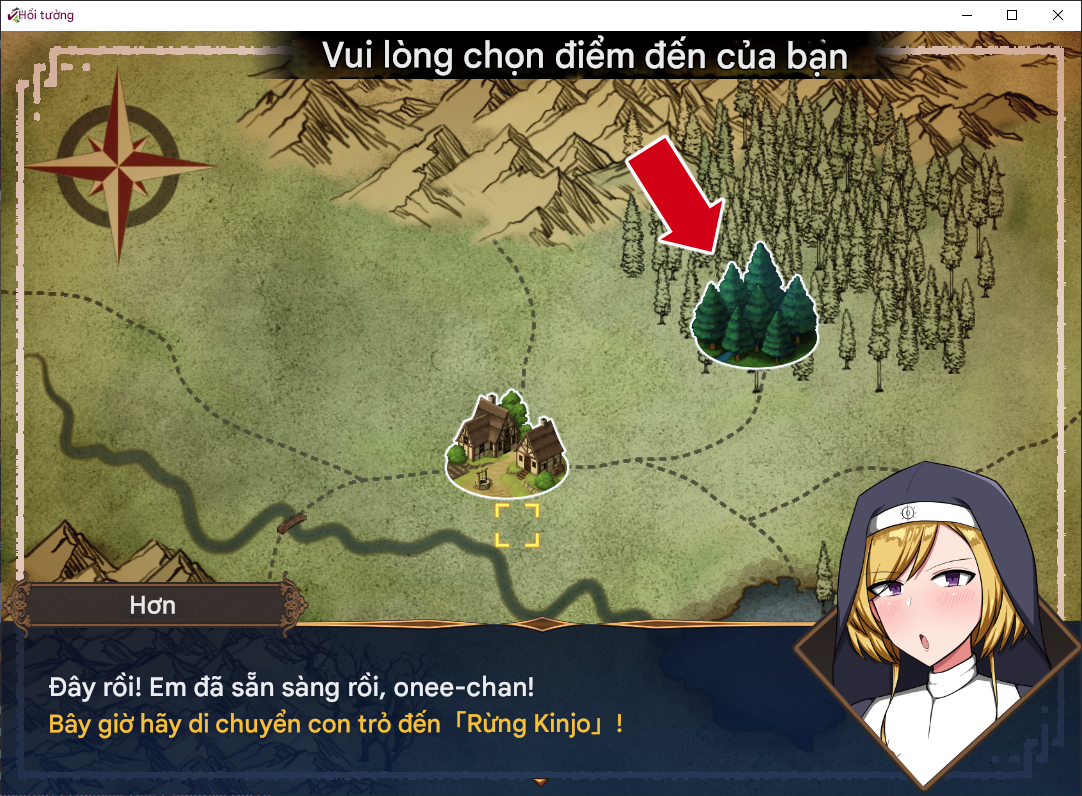 Hồi tưởng
Vui lòng chọn điểm đến của bạn
Hơn
Đây rồi! Em đã sẵn sàng rồi, onee-chan!
Bây giờ hãy di chuyển con trỏ đến「Rừng Kinjo」!